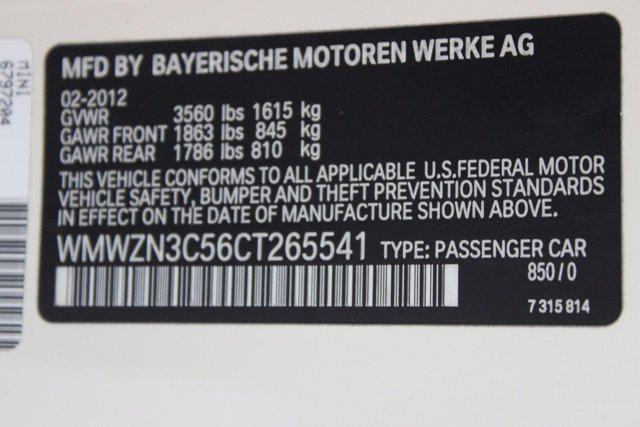 MINI
6797204
MFD BY BAYERISCHE MOTOREN WERKE AG
02-2012
GVWR 3560 lbs 1615 kg
GAWR FRONT 1863 lbs 845 kg
GAWR REAR 1786 lbs 810 kg
THIS VEHICLE CONFORMS TO ALL APPLICABLE U.S.FEDERAL MOTOR
VEHICLE SAFETY, BUMPER AND THEFT PREVENTION STANDARDS
IN EFFECT ON THE DATE OF MANUFACTURE SHOWN ABOVE.
WMWZN3C56CT265541 TYPE: PASSENGER CAR
850/0
7 315 814